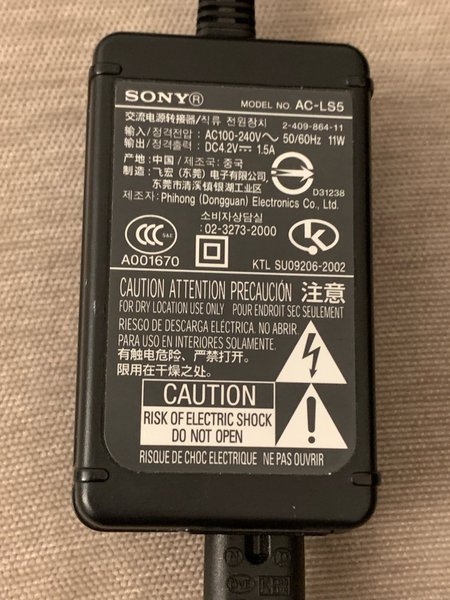 SONY® MODEL NO. AC-LS5
交流电源转接器/직류 전원장치 2-409-864-11
输入/정격전압: AC100-240V～ 50/60Hz 11W
输出/정격출력: DC4.2V⎓ 1.5A
产地: 中国 / 제조국: 중국
制造: 飞宏(东莞)电子有限公司,
东莞市清溪镇银湖工业区
D31238
제조자: Phihong (Dongguan) Electronics Co., Ltd.
소비자상담실
:02-3273-2000
CCC S&E
A001670
K
KTL SU09206-2002
CAUTION ATTENTION PRECAUCIÓN 注意
FOR DRY LOCATION USE ONLY POUR ENDROIT SEC SEULEMENT
RIESGO DE DESCARGA ELÉCTRICA. NO ABRIR.
PARA USO EN INTERIORES SOLAMENTE.
有触电危险、严禁打开。
限用在干燥之处。
CAUTION
RISK OF ELECTRIC SHOCK
DO NOT OPEN
RISQUE DE CHOC ELECTRIQUE NE PAS OUVRIR